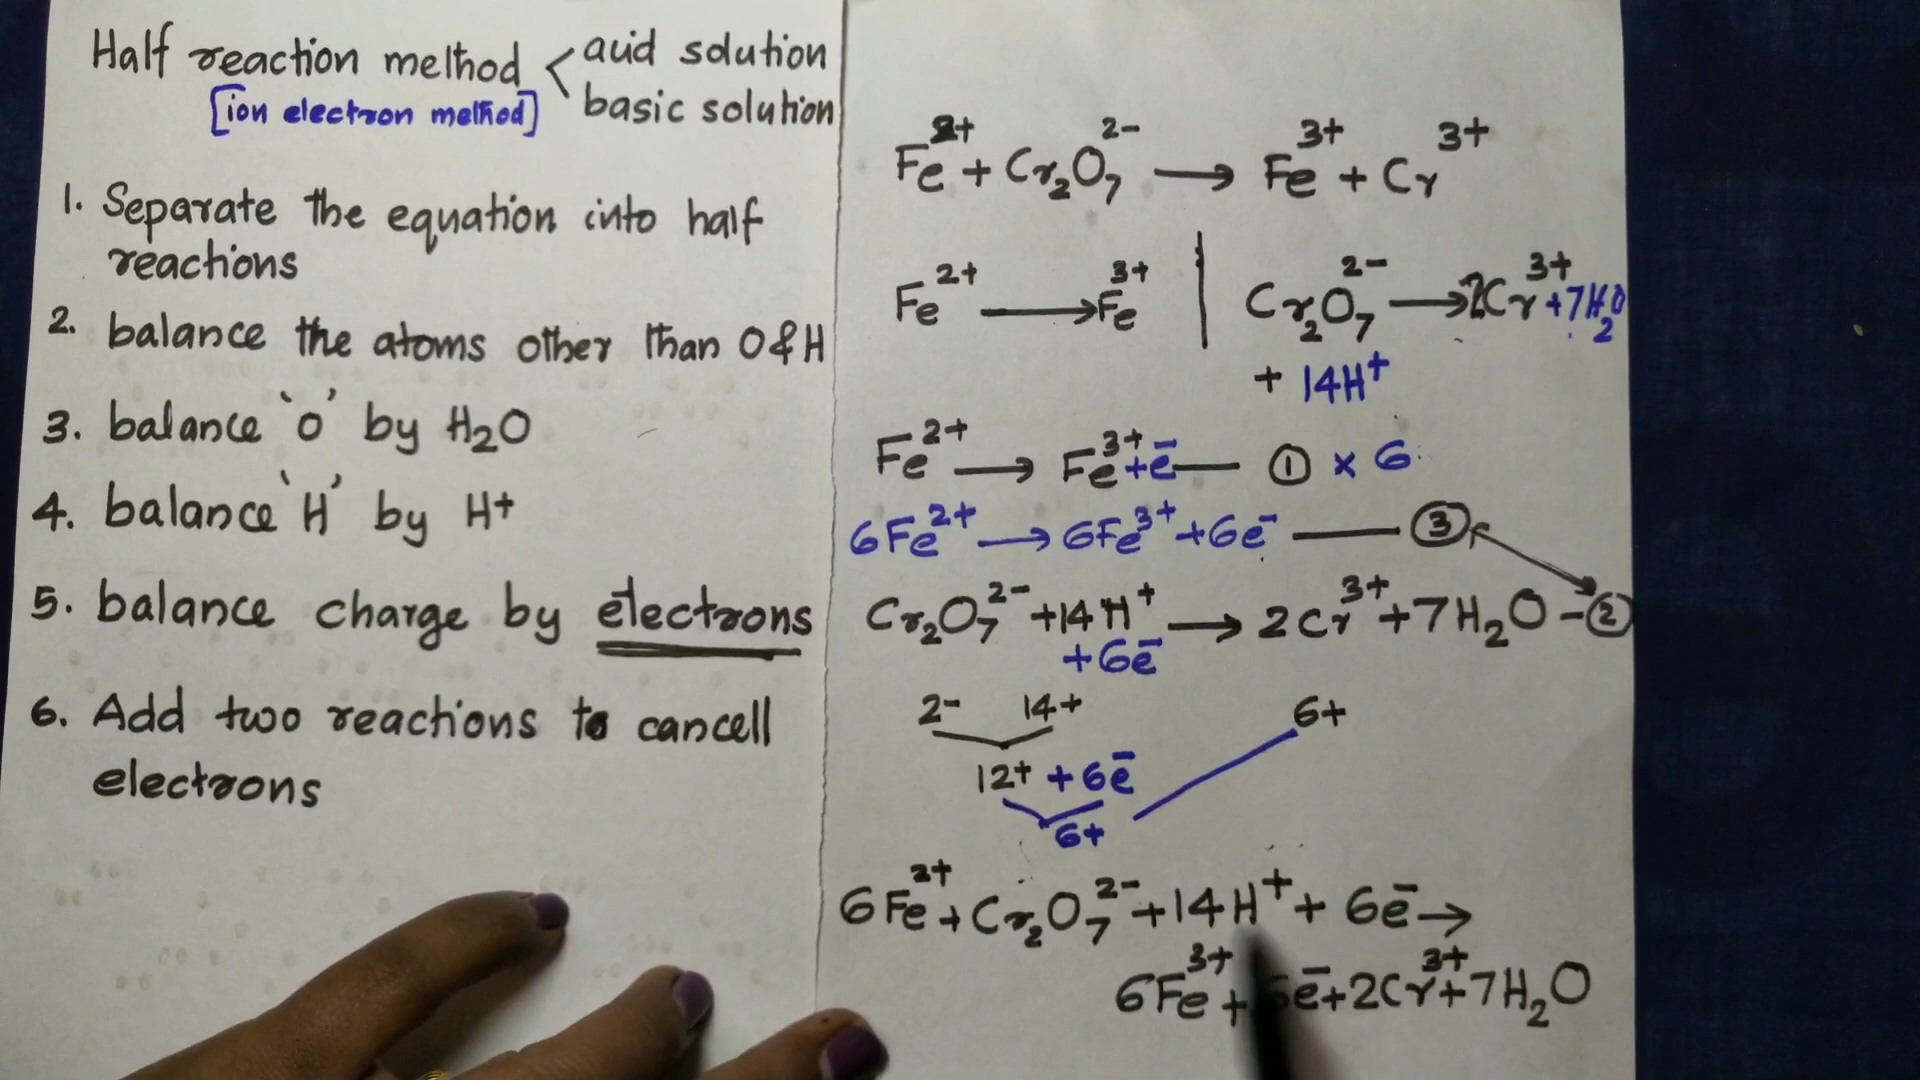 Half reaction method < acid solution
basic solution
[ion electron method]
1. Separate the equation into half
reactions
2. balance the atoms other than O & H
3. balance 'O' by H₂O
4. balance 'H' by H+
5. balance charge by electrons
6. Add two reactions to cancell
electrons
Fe²⁺ + Cr₂O₇²⁻ → Fe³⁺ + Cr³⁺
Fe²⁺ → Fe³⁺ | Cr₂O₇²⁻ → 2Cr³⁺ + 7H₂O
+ 14H⁺
Fe²⁺ → Fe³⁺ + e⁻ — ① × 6
6Fe²⁺ → 6Fe³⁺ + 6e⁻ — ③
Cr₂O₇²⁻ + 14H⁺ → 2Cr³⁺ + 7H₂O - ②
+6e⁻
2- 14+ 6+
12+ + 6e⁻
6+
6Fe²⁺ + Cr₂O₇²⁻ + 14H⁺ + 6e⁻ →
6Fe³⁺ + e⁻ + 2Cr³⁺ + 7H₂O